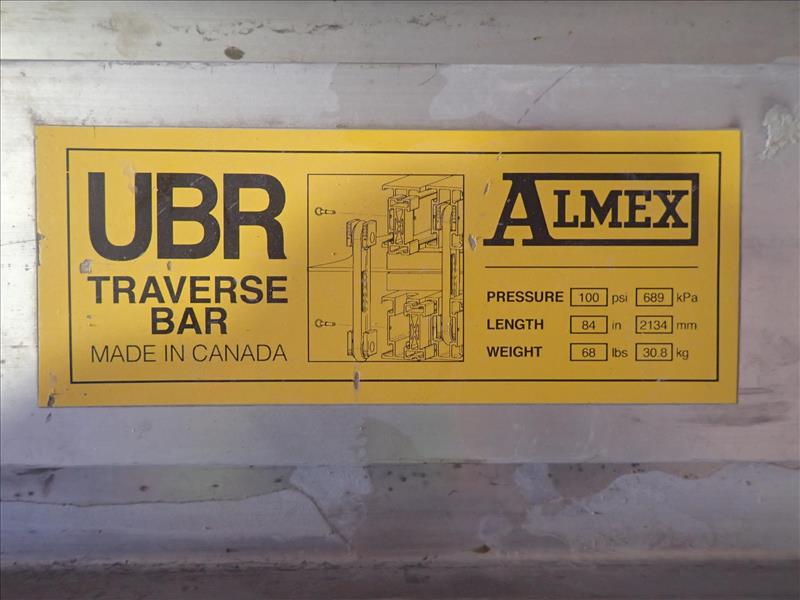 UBR
TRAVERSE
BAR
MADE IN CANADA
ALMEX
PRESSURE 100 psi 689 kPa
LENGTH 84 in 2134 mm
WEIGHT 68 lbs 30.8 kg